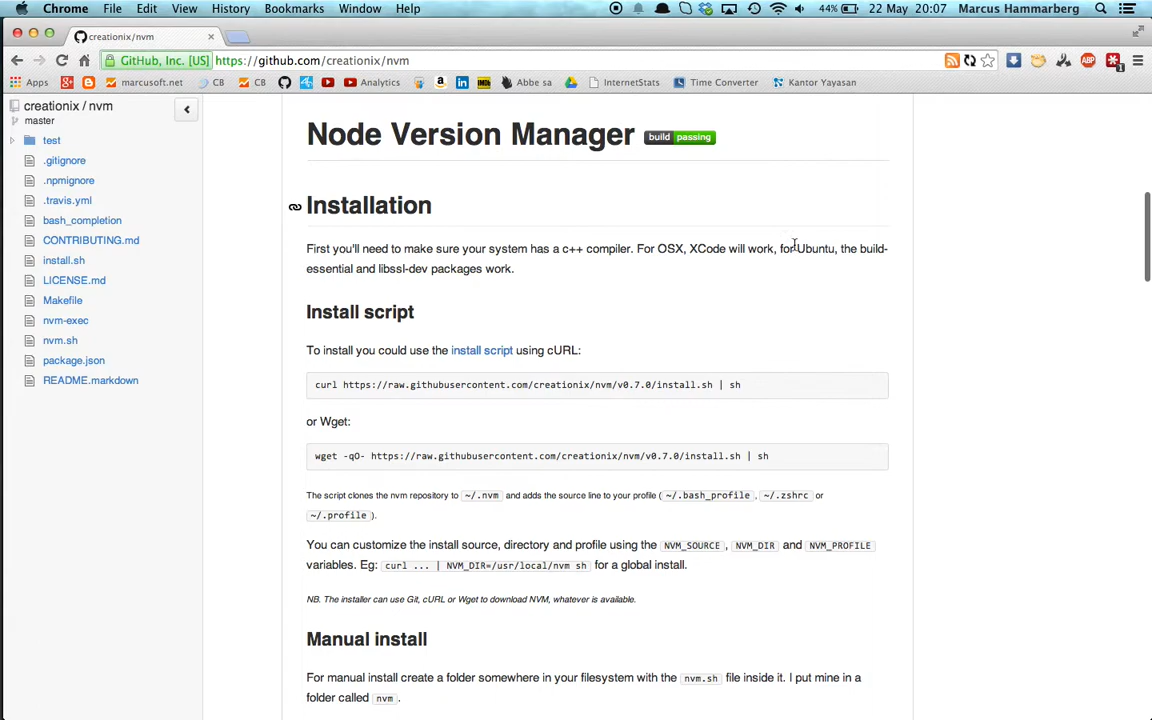 Chrome File Edit View History Bookmarks Window Help 44% 22 May 20:07 Marcus Hammarberg
creationix/nvm
GitHub, Inc. [US] https://github.com/creationix/nvm
Apps marcusoft.net CB CB Analytics Abbe sa InternetStats Time Converter Kantor Yayasan
creationix / nvm
master
test
.gitignore
.npmignore
.travis.yml
bash_completion
CONTRIBUTING.md
install.sh
LICENSE.md
Makefile
nvm-exec
nvm.sh
package.json
README.markdown
Node Version Manager build passing
Installation
First you'll need to make sure your system has a c++ compiler. For OSX, XCode will work, for Ubuntu, the build-
essential and libssl-dev packages work.
Install script
To install you could use the install script using cURL:
curl https://raw.githubusercontent.com/creationix/nvm/v0.7.0/install.sh | sh
or Wget:
wget -qO- https://raw.githubusercontent.com/creationix/nvm/v0.7.0/install.sh | sh
The script clones the nvm repository to ~/.nvm and adds the source line to your profile ( ~/.bash_profile , ~/.zshrc or
~/.profile ).
You can customize the install source, directory and profile using the NVM_SOURCE , NVM_DIR and NVM_PROFILE
variables. Eg: curl ... | NVM_DIR=/usr/local/nvm sh for a global install.
NB. The installer can use Git, cURL or Wget to download NVM, whatever is available.
Manual install
For manual install create a folder somewhere in your filesystem with the nvm.sh file inside it. I put mine in a
folder called nvm .